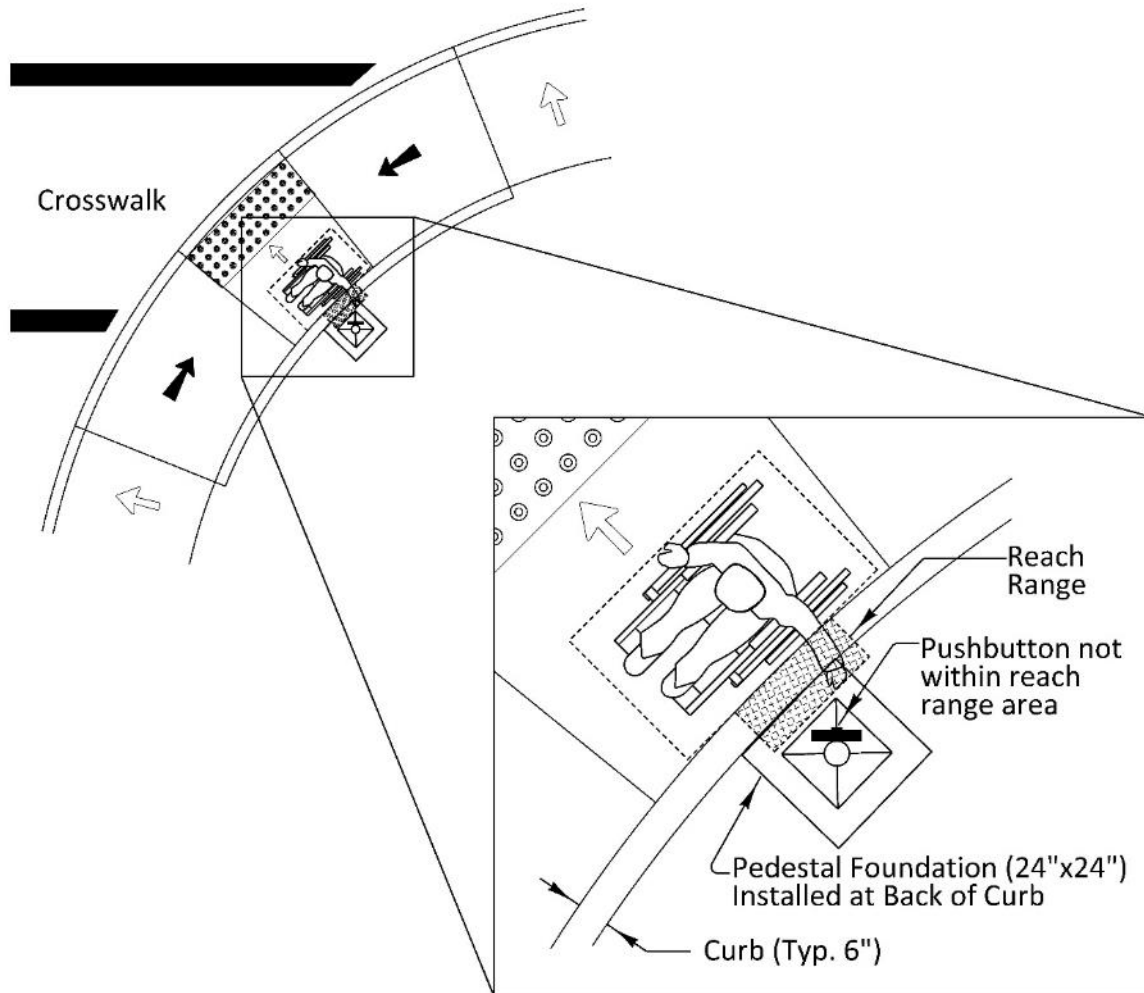 Crosswalk
Reach
Range
Pushbutton not
within reach
range area
Pedestal Foundation (24"x24")
Installed at Back of Curb
Curb (Typ. 6")